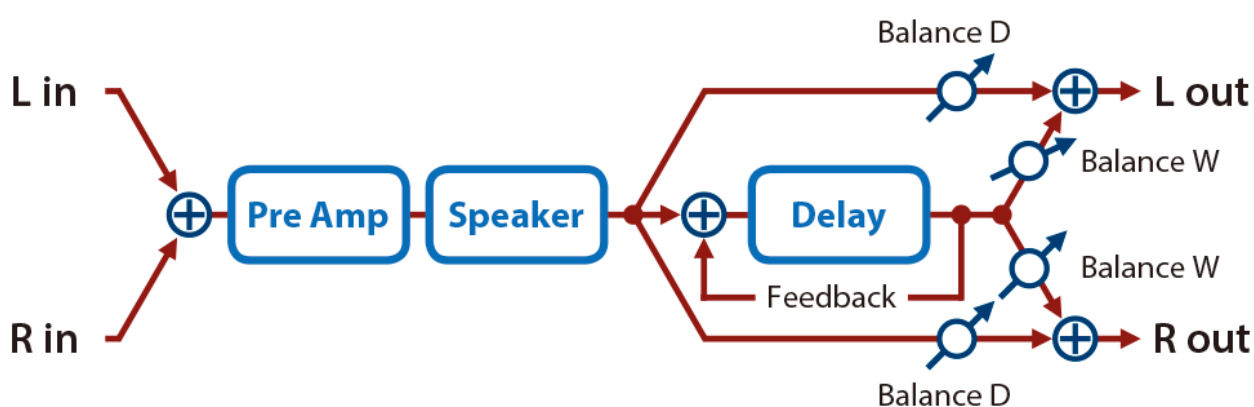 Balance D
L in
L out
Balance W
Pre Amp
Speaker
Delay
Balance W
Feedback
R in
R out
Balance D